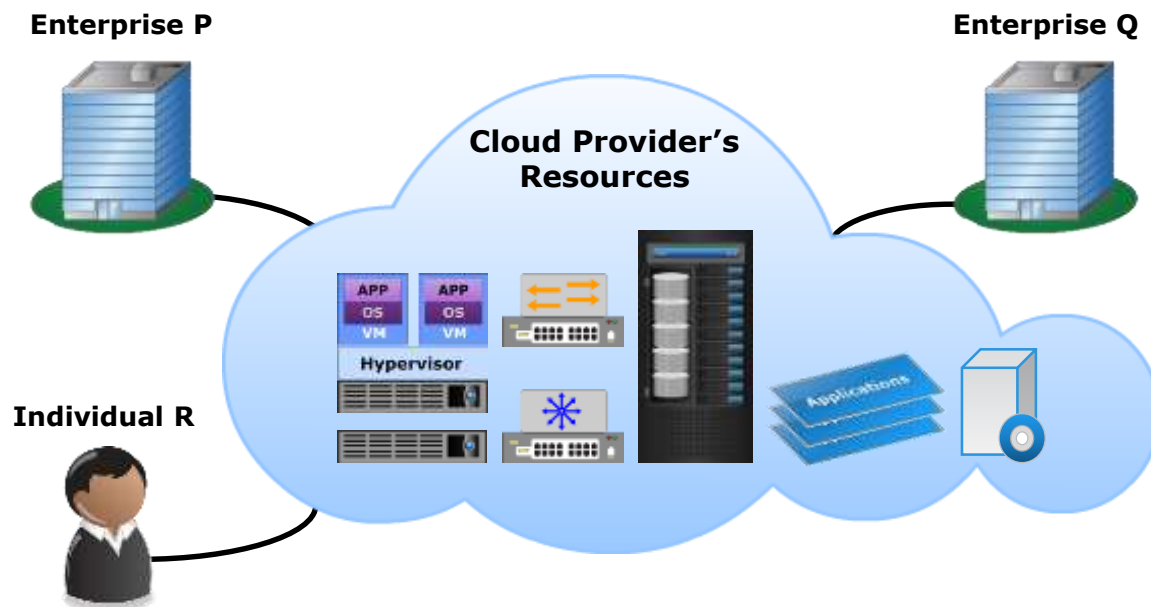 Enterprise P
Enterprise Q
Cloud Provider’s
Resources
APP
OS
VM
APP
OS
VM
Hypervisor
Applications
Individual R